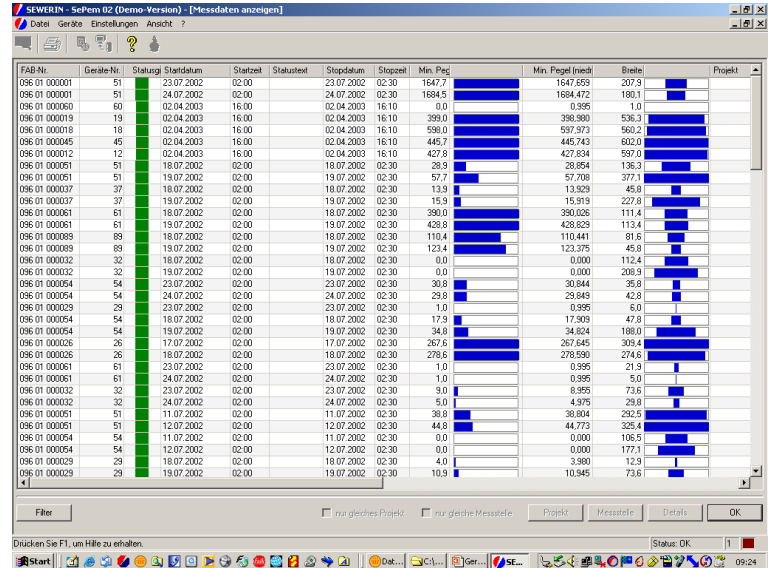 SEWERIN - SePem 02 (Demo-Version) - [Messdaten anzeigen]
Datei Geräte Einstellungen Ansicht ?
FAB-Nr. Geräte-Nr. Statusgi Startdatum Startzeit Statustext Stopdatum Stopzeit Min. Peg Min. Pegel (niedr Breite Projekt
096 01 000001 51 23.07.2002 02:00 23.07.2002 02:30 1647,7 1647,659 207,9
096 01 000001 51 24.07.2002 02:00 24.07.2002 02:30 1684,5 1684,472 180,1
096 01 000060 60 02.04.2003 16:00 02.04.2003 16:10 0,0 0,995 1,0
096 01 000019 19 02.04.2003 16:00 02.04.2003 16:10 399,0 398,980 536,3
096 01 000018 18 02.04.2003 16:00 02.04.2003 16:10 598,0 597,973 560,2
096 01 000045 45 02.04.2003 16:00 02.04.2003 16:10 445,7 445,743 602,0
096 01 000012 12 02.04.2003 16:00 02.04.2003 16:10 427,8 427,834 597,0
096 01 000051 51 18.07.2002 02:00 18.07.2002 02:30 28,9 28,854 136,3
096 01 000051 51 19.07.2002 02:00 19.07.2002 02:30 57,7 57,708 377,1
096 01 000037 37 18.07.2002 02:00 18.07.2002 02:30 13,9 13,929 45,8
096 01 000037 37 19.07.2002 02:00 19.07.2002 02:30 15,9 15,919 227,8
096 01 000061 61 18.07.2002 02:00 18.07.2002 02:30 390,0 390,026 111,4
096 01 000061 61 19.07.2002 02:00 19.07.2002 02:30 428,8 428,829 113,4
096 01 000089 89 18.07.2002 02:00 18.07.2002 02:30 110,4 110,441 81,6
096 01 000089 89 19.07.2002 02:00 19.07.2002 02:30 123,4 123,375 45,8
096 01 000032 32 18.07.2002 02:00 18.07.2002 02:30 0,0 0,000 112,4
096 01 000032 32 19.07.2002 02:00 19.07.2002 02:30 0,0 0,000 208,9
096 01 000054 54 23.07.2002 02:00 23.07.2002 02:30 30,8 30,844 35,8
096 01 000054 54 24.07.2002 02:00 24.07.2002 02:30 29,8 29,849 42,8
096 01 000029 29 23.07.2002 02:00 23.07.2002 02:30 1,0 0,995 6,0
096 01 000054 54 18.07.2002 02:00 18.07.2002 02:30 17,9 17,909 47,8
096 01 000054 54 19.07.2002 02:00 19.07.2002 02:30 34,8 34,824 188,0
096 01 000026 26 17.07.2002 02:00 17.07.2002 02:30 267,6 267,645 309,4
096 01 000026 26 18.07.2002 02:00 18.07.2002 02:30 278,6 278,590 274,6
096 01 000061 61 23.07.2002 02:00 23.07.2002 02:30 1,0 0,995 21,9
096 01 000061 61 24.07.2002 02:00 24.07.2002 02:30 1,0 0,995 5,0
096 01 000032 32 23.07.2002 02:00 23.07.2002 02:30 9,0 8,955 73,6
096 01 000032 32 24.07.2002 02:00 24.07.2002 02:30 5,0 4,975 29,8
096 01 000051 51 11.07.2002 02:00 11.07.2002 02:30 38,8 38,804 292,5
096 01 000051 51 12.07.2002 02:00 12.07.2002 02:30 44,8 44,773 325,4
096 01 000054 54 11.07.2002 02:00 11.07.2002 02:30 0,0 0,000 106,5
096 01 000054 54 12.07.2002 02:00 12.07.2002 02:30 0,0 0,000 177,1
096 01 000029 29 18.07.2002 02:00 18.07.2002 02:30 4,0 3,980 12,9
096 01 000029 29 19.07.2002 02:00 19.07.2002 02:30 10,9 10,945 73,6
Filter nur gleiches Projekt nur gleiche Messstelle Projekt Messstelle Details OK
Drücken Sie F1, um Hilfe zu erhalten. Status: OK 1
Start Dat... C:\... Ger... SE... 09:24